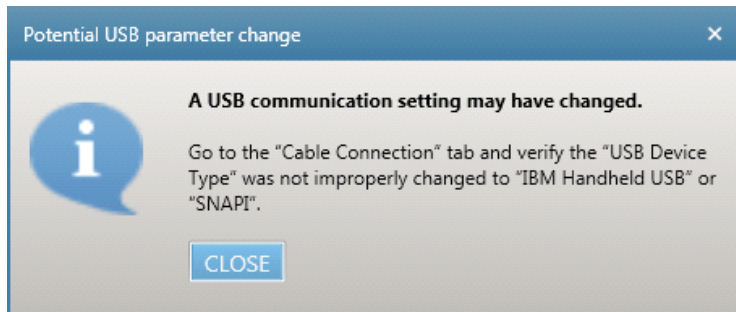 Potential USB parameter change
A USB communication setting may have changed.
Go to the “Cable Connection” tab and verify the “USB Device
Type” was not improperly changed to “IBM Handheld USB” or
“SNAPI”.
CLOSE